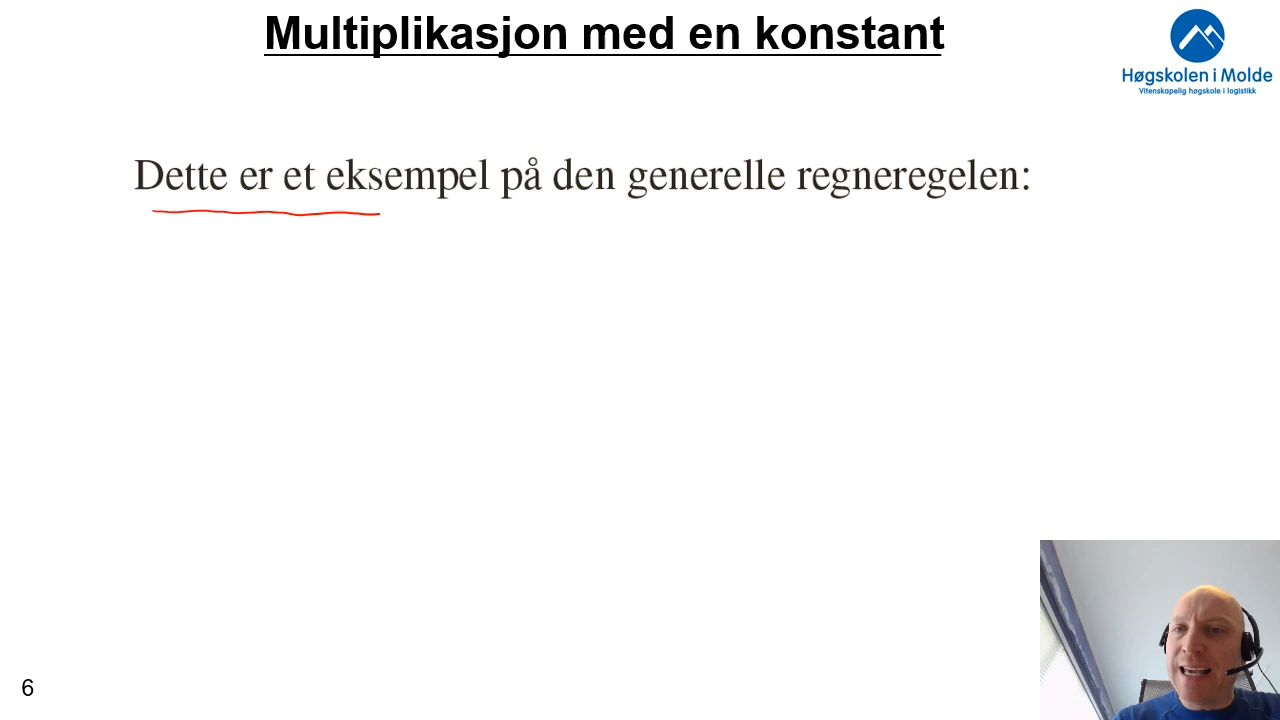 Multiplikasjon med en konstant
Høgskolen i Molde
Vitenskapelig høgskole i logistikk
Dette er et eksempel på den generelle regneregelen:
6